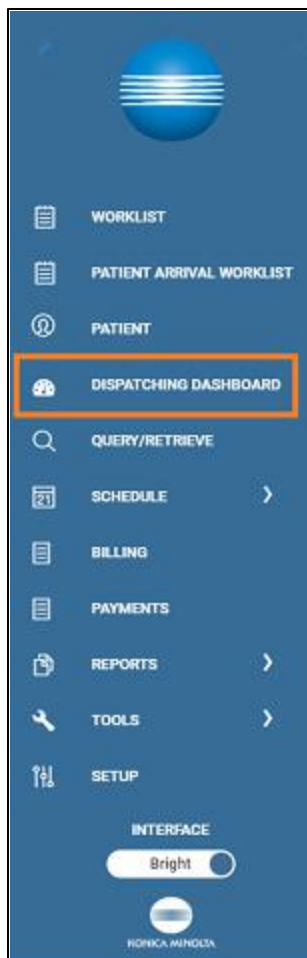 WORKLIST
PATIENT ARRIVAL WORKLIST
PATIENT
DISPATCHING DASHBOARD
QUERY/RETRIEVE
21 SCHEDULE
BILLING
PAYMENTS
REPORTS
TOOLS
SETUP
INTERFACE
Bright
KONICA MINOLTA